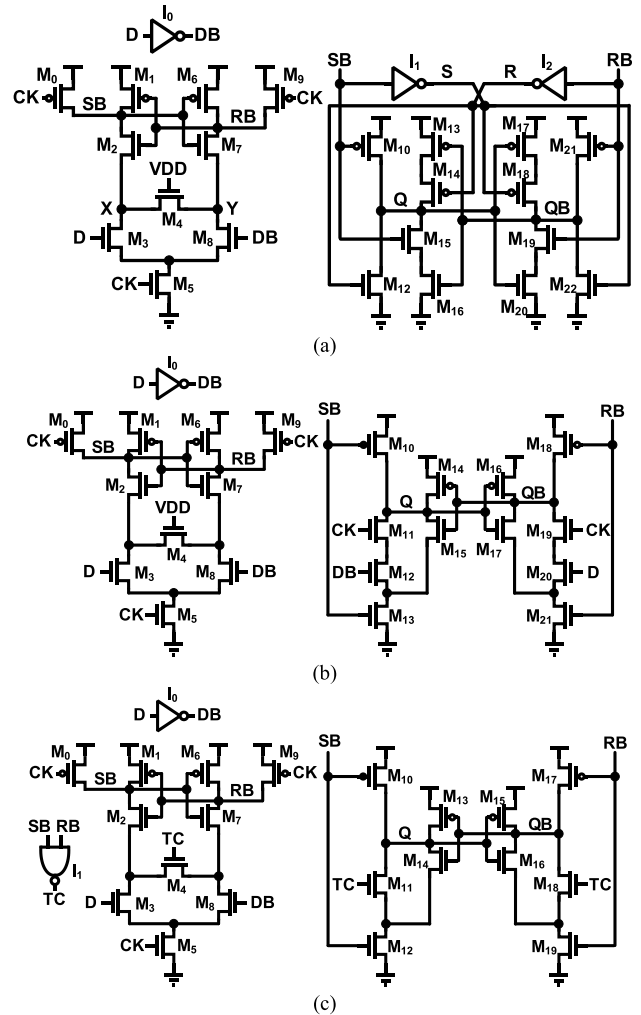 I0
D DB
M0 M1 M6 M9
CK SB RB CK
M2 M7
VDD
X M4 Y
D M3 M8 DB
CK M5
SB I1 S R I2 RB
M10 M13 M17 M21
M14 M18
Q QB
M15 M19
M12 M16 M20 M22
(a)
I0
D DB
M0 M1 M6 M9
CK SB RB CK
M2 M7
VDD
M4
D M3 M8 DB
CK M5
SB RB
M10 M14 M16 M18
Q QB
CK M11 M15 M17 M19 CK
DB M12 M20 D
M13 M21
(b)
I0
D DB
M0 M1 M6 M9
CK SB RB CK
M2 M7
SB RB
I1
TC
TC
M4
D M3 M8 DB
CK M5
SB RB
M10 M13 M15 M17
Q QB
M14 M16
TC M11 M18 TC
M12 M19
(c)